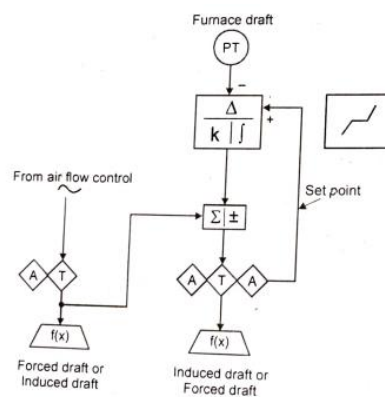 Furnace draft
PT
−
Δ
k | ∫
+
From air flow control
Set point
Σ | ±
A T
A T A
f(x)
f(x)
Forced draft or
Induced draft
Induced draft or
Forced draft